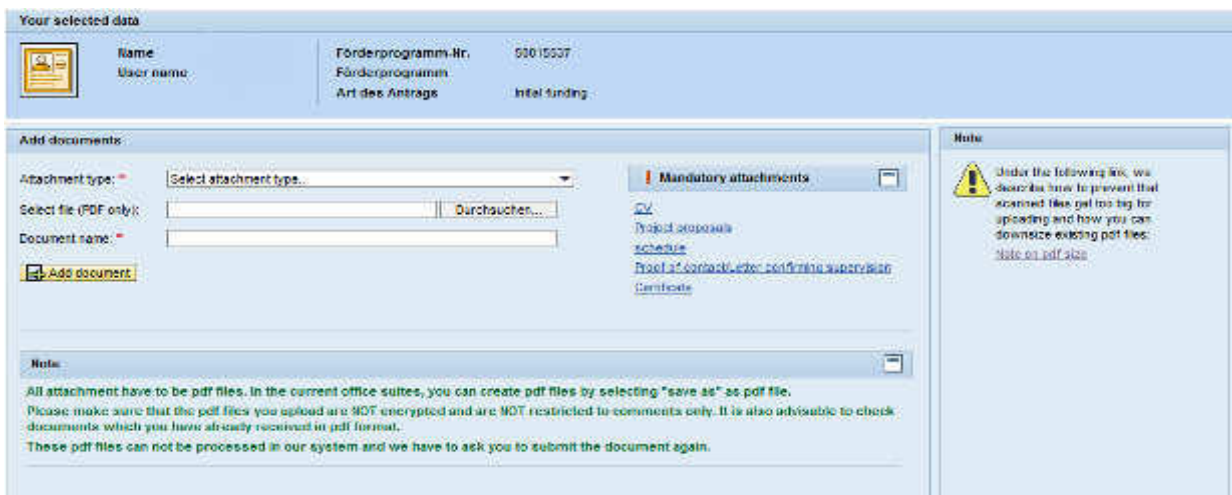 Your selected data
Name
User name
Förderprogramm-Nr. 50015537
Förderprogramm
Art des Antrags Initial funding
Add documents
Attachment type: * Select attachment type...
Select file (PDF only): Durchsuchen...
Document name: *
Add document
! Mandatory attachments
CV
Project proposals
schedule
Proof of contact/Letter confirming supervision
Certificate
Note
All attachment have to be pdf files. In the current office suites, you can create pdf files by selecting "save as" as pdf file.
Please make sure that the pdf files you upload are NOT encrypted and are NOT restricted to comments only. It is also advisable to check
documents which you have already received in pdf format.
These pdf files can not be processed in our system and we have to ask you to submit the document again.
Note
Under the following link, we
describe how to prevent that
scanned files get too big for
uploading and how you can
downsize existing pdf files:
Note on pdf size